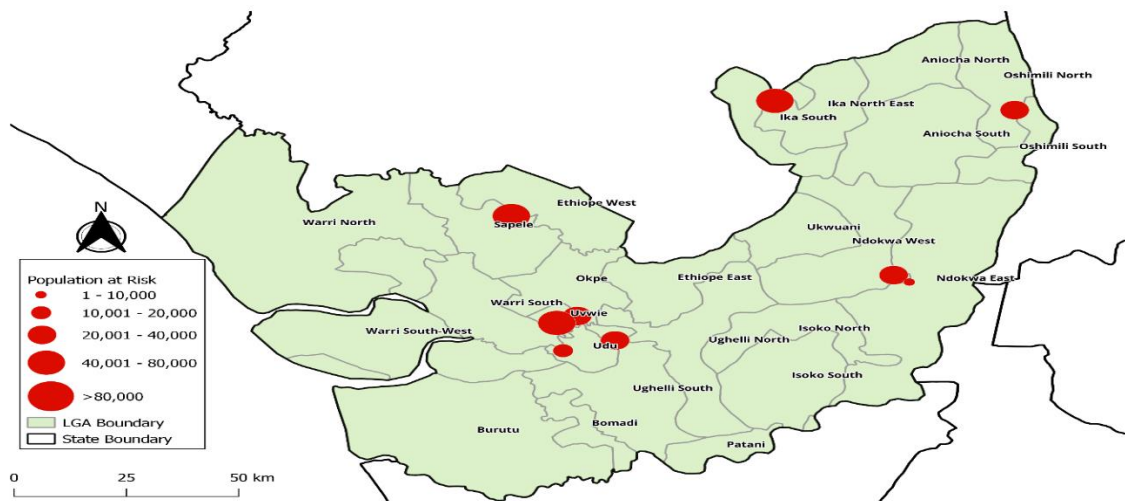 Aniocha North
Oshimili North
Ika North East
Ika South
Aniocha South
Oshimili South
Ethiope West
Warri North
Sapele
Ukwuani
Ndokwa West
Okpe
Ethiope East
Ndokwa East
Warri South
Uvwie
Warri South-West
Isoko North
Ughelli North
Udu
Isoko South
Ughelli South
Bomadi
Burutu
Patani
N
Population at Risk
1 - 10,000
10,001 - 20,000
20,001 - 40,000
40,001 - 80,000
>80,000
LGA Boundary
State Boundary
0 25 50 km